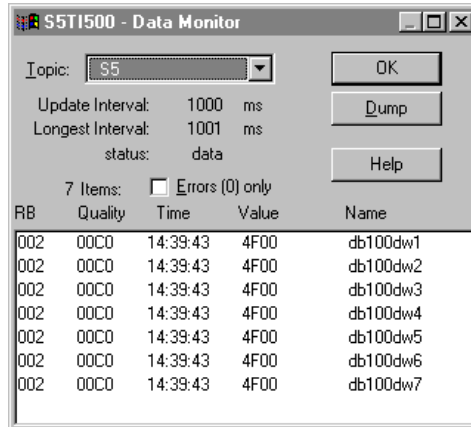 S5TI500 - Data Monitor
Topic: S5
OK
Update Interval: 1000 ms
Dump
Longest Interval: 1001 ms
status: data
Help
7 Items: Errors (0) only
RB Quality Time Value Name
002 00C0 14:39:43 4F00 db100dw1
002 00C0 14:39:43 4F00 db100dw2
002 00C0 14:39:43 4F00 db100dw3
002 00C0 14:39:43 4F00 db100dw4
002 00C0 14:39:43 4F00 db100dw5
002 00C0 14:39:43 4F00 db100dw6
002 00C0 14:39:43 4F00 db100dw7